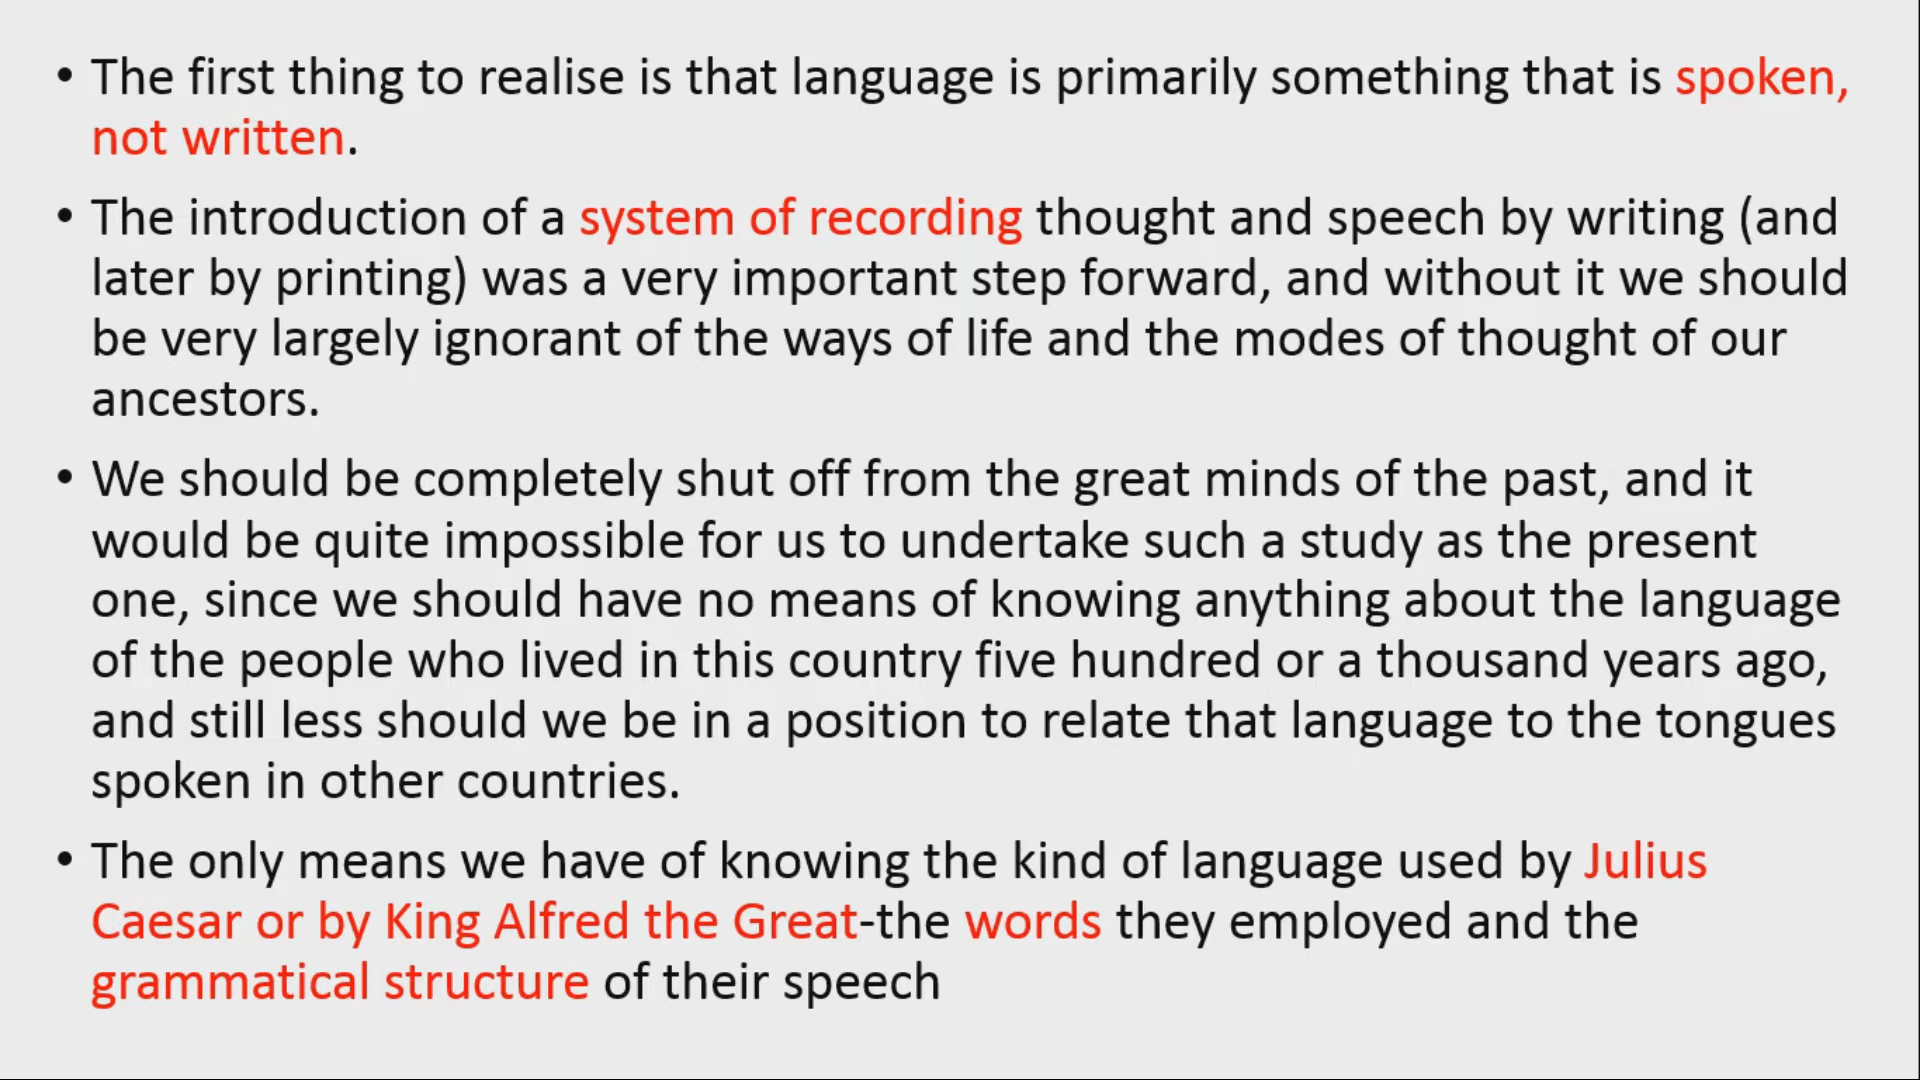 • The first thing to realise is that language is primarily something that is spoken,
not written.
• The introduction of a system of recording thought and speech by writing (and
later by printing) was a very important step forward, and without it we should
be very largely ignorant of the ways of life and the modes of thought of our
ancestors.
• We should be completely shut off from the great minds of the past, and it
would be quite impossible for us to undertake such a study as the present
one, since we should have no means of knowing anything about the language
of the people who lived in this country five hundred or a thousand years ago,
and still less should we be in a position to relate that language to the tongues
spoken in other countries.
• The only means we have of knowing the kind of language used by Julius
Caesar or by King Alfred the Great-the words they employed and the
grammatical structure of their speech